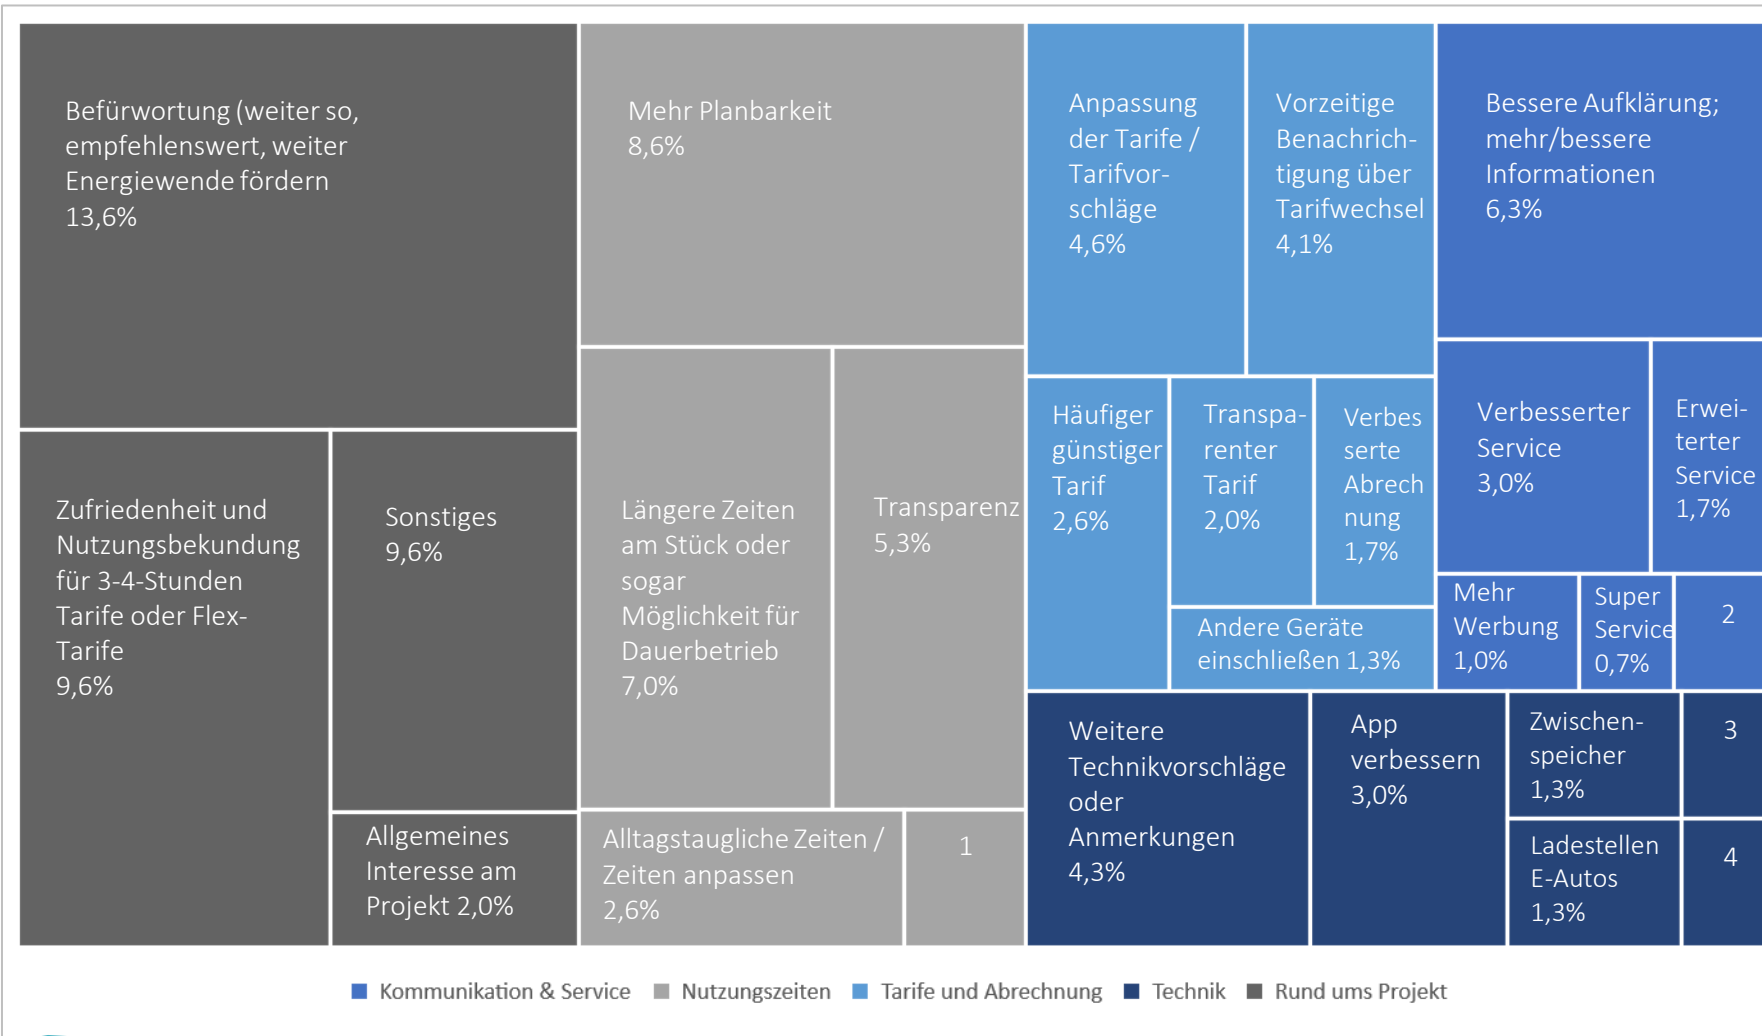 Befürwortung (weiter so,
empfehlenswert, weiter
Energiewende fördern
13,6%
Zufriedenheit und
Nutzungsbekundung
für 3-4-Stunden
Tarife oder Flex-
Tarife
9,6%
Sonstiges
9,6%
Allgemeines
Interesse am
Projekt 2,0%
Mehr Planbarkeit
8,6%
Längere Zeiten
am Stück oder
sogar
Möglichkeit für
Dauerbetrieb
7,0%
Transparenz
5,3%
Alltagstaugliche Zeiten /
Zeiten anpassen
2,6%
1
Anpassung
der Tarife /
Tarifvor-
schläge
4,6%
Vorzeitige
Benachrich-
tigung über
Tarifwechsel
4,1%
Häufiger
günstiger
Tarif
2,6%
Transpa-
renter
Tarif
2,0%
Verbes
serte
Abrech
nung
1,7%
Andere Geräte
einschließen 1,3%
Bessere Aufklärung;
mehr/bessere
Informationen
6,3%
Verbesserter
Service
3,0%
Erwei-
terter
Service
1,7%
Mehr
Werbung
1,0%
Super
Service
0,7%
2
Weitere
Technikvorschläge
oder
Anmerkungen
4,3%
App
verbessern
3,0%
Zwischen-
speicher
1,3%
3
Ladestellen
E-Autos
1,3%
4
Kommunikation & Service
Nutzungszeiten
Tarife und Abrechnung
Technik
Rund ums Projekt